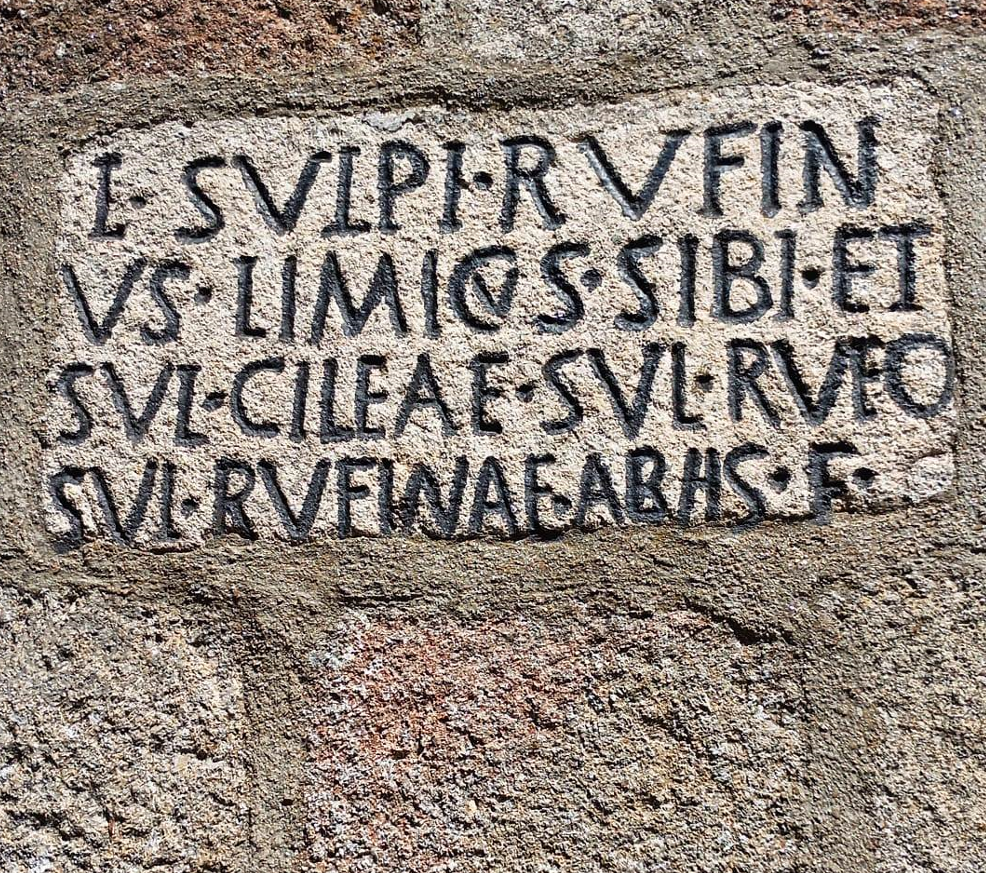 L·SVLPI·RVFIN
VS·LIMICVS·SIBI·ET
SVL·CILEAE·SVL·RVFO
SVL·RVFINAE·ABHS·F·